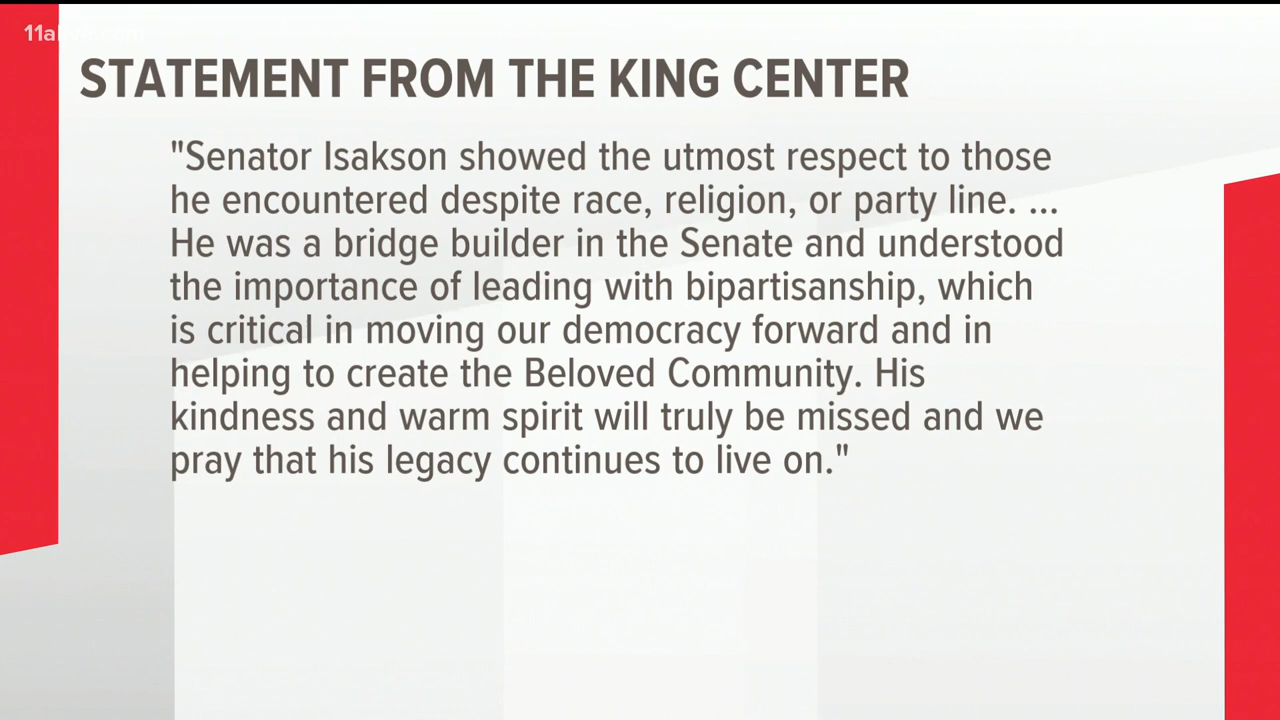 STATEMENT FROM THE KING CENTER
"Senator Isakson showed the utmost respect to those
he encountered despite race, religion, or party line. ...
He was a bridge builder in the Senate and understood
the importance of leading with bipartisanship, which
is critical in moving our democracy forward and in
helping to create the Beloved Community. His
kindness and warm spirit will truly be missed and we
pray that his legacy continues to live on."